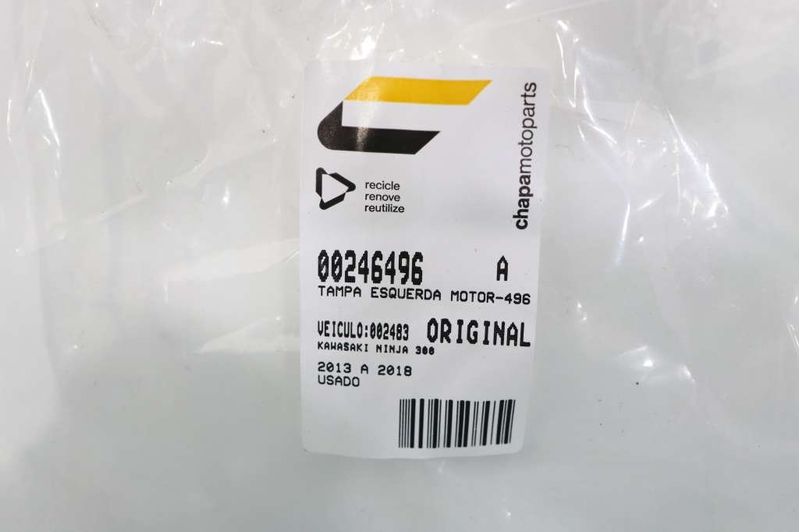 chapamotoparts
recicle
renove
reutilize
00246496 A
TAMPA ESQUERDA MOTOR-496
VEICULO:002483 ORIGINAL
KAWASAKI NINJA 300
2013 A 2018
USADO